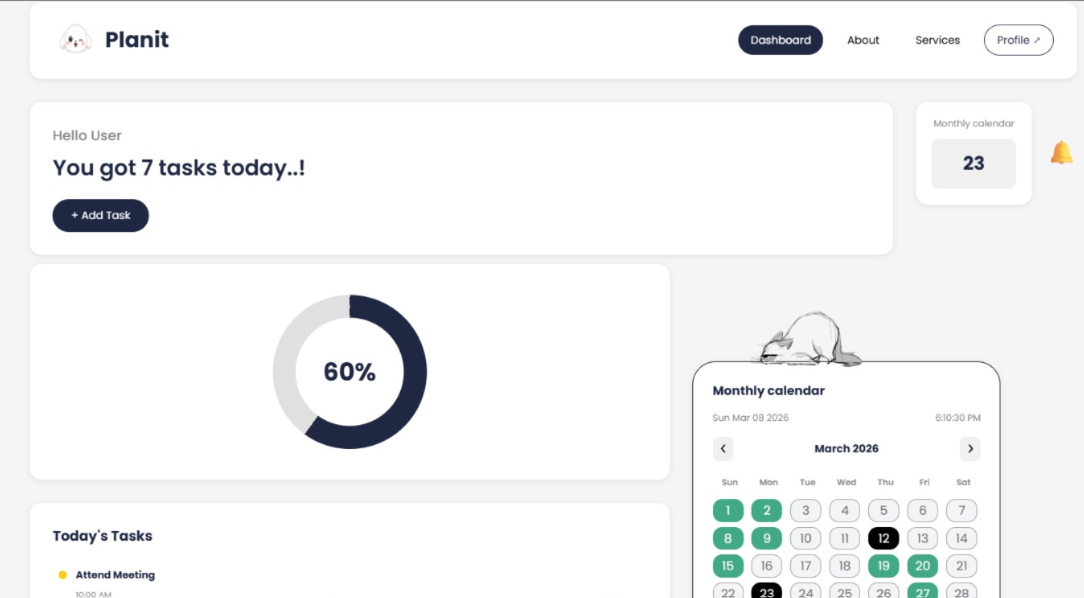 Planit
Dashboard
About
Services
Profile ↗
Hello User
You got 7 tasks today..!
+ Add Task
Monthly calendar
23
60%
Monthly calendar
Sun Mar 08 2026 6:10:30 PM
‹ March 2026 ›
Sun Mon Tue Wed Thu Fri Sat
1 2 3 4 5 6 7
8 9 10 11 12 13 14
15 16 17 18 19 20 21
22 23 24 25 26 27 28
Today's Tasks
Attend Meeting
10:00 AM